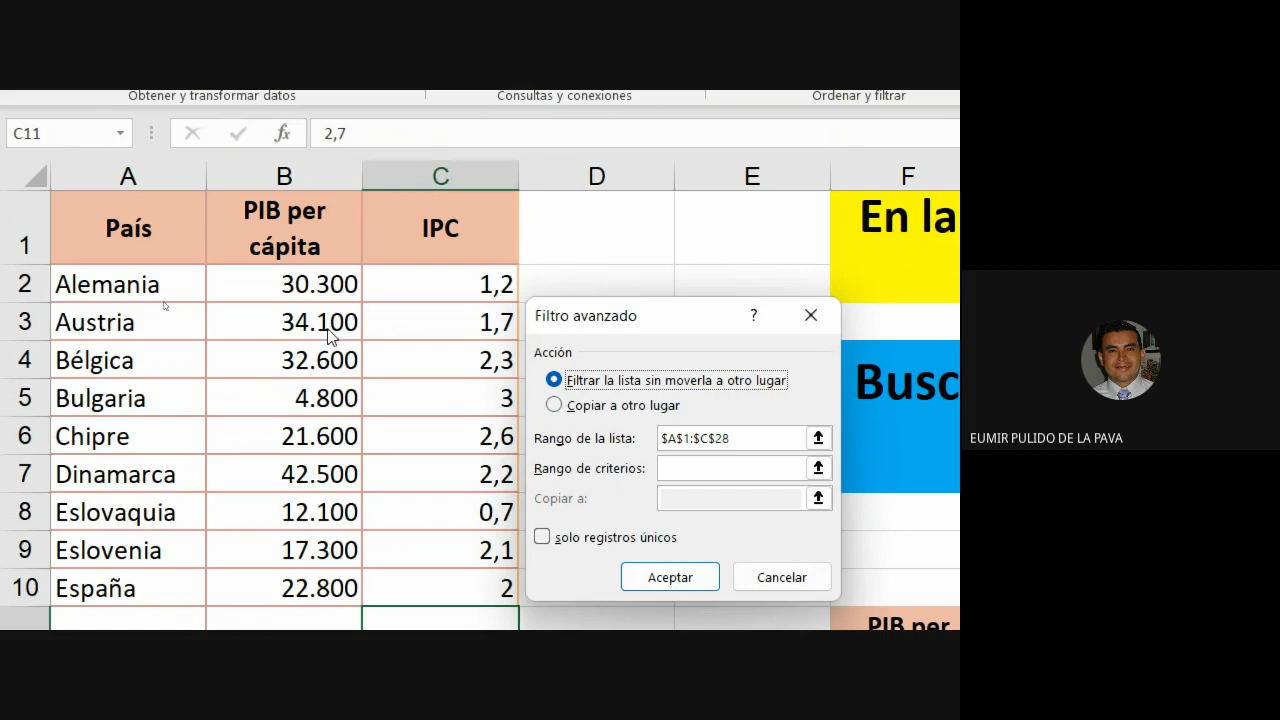 Obtener y transformar datos Consultas y conexiones Ordenar y filtrar
C11 fx 2,7
A B C D E F
1 País PIB per cápita IPC En la
2 Alemania 30.300 1,2
3 Austria 34.100 1,7
4 Bélgica 32.600 2,3 Busc
5 Bulgaria 4.800 3
6 Chipre 21.600 2,6
7 Dinamarca 42.500 2,2
8 Eslovaquia 12.100 0,7
9 Eslovenia 17.300 2,1
10 España 22.800 2
PIB per
Filtro avanzado ?
Acción
Filtrar la lista sin moverla a otro lugar
Copiar a otro lugar
Rango de la lista: $A$1:$C$28
Rango de criterios:
Copiar a:
Solo registros únicos
Aceptar Cancelar
EUMIR PULIDO DE LA PAVA